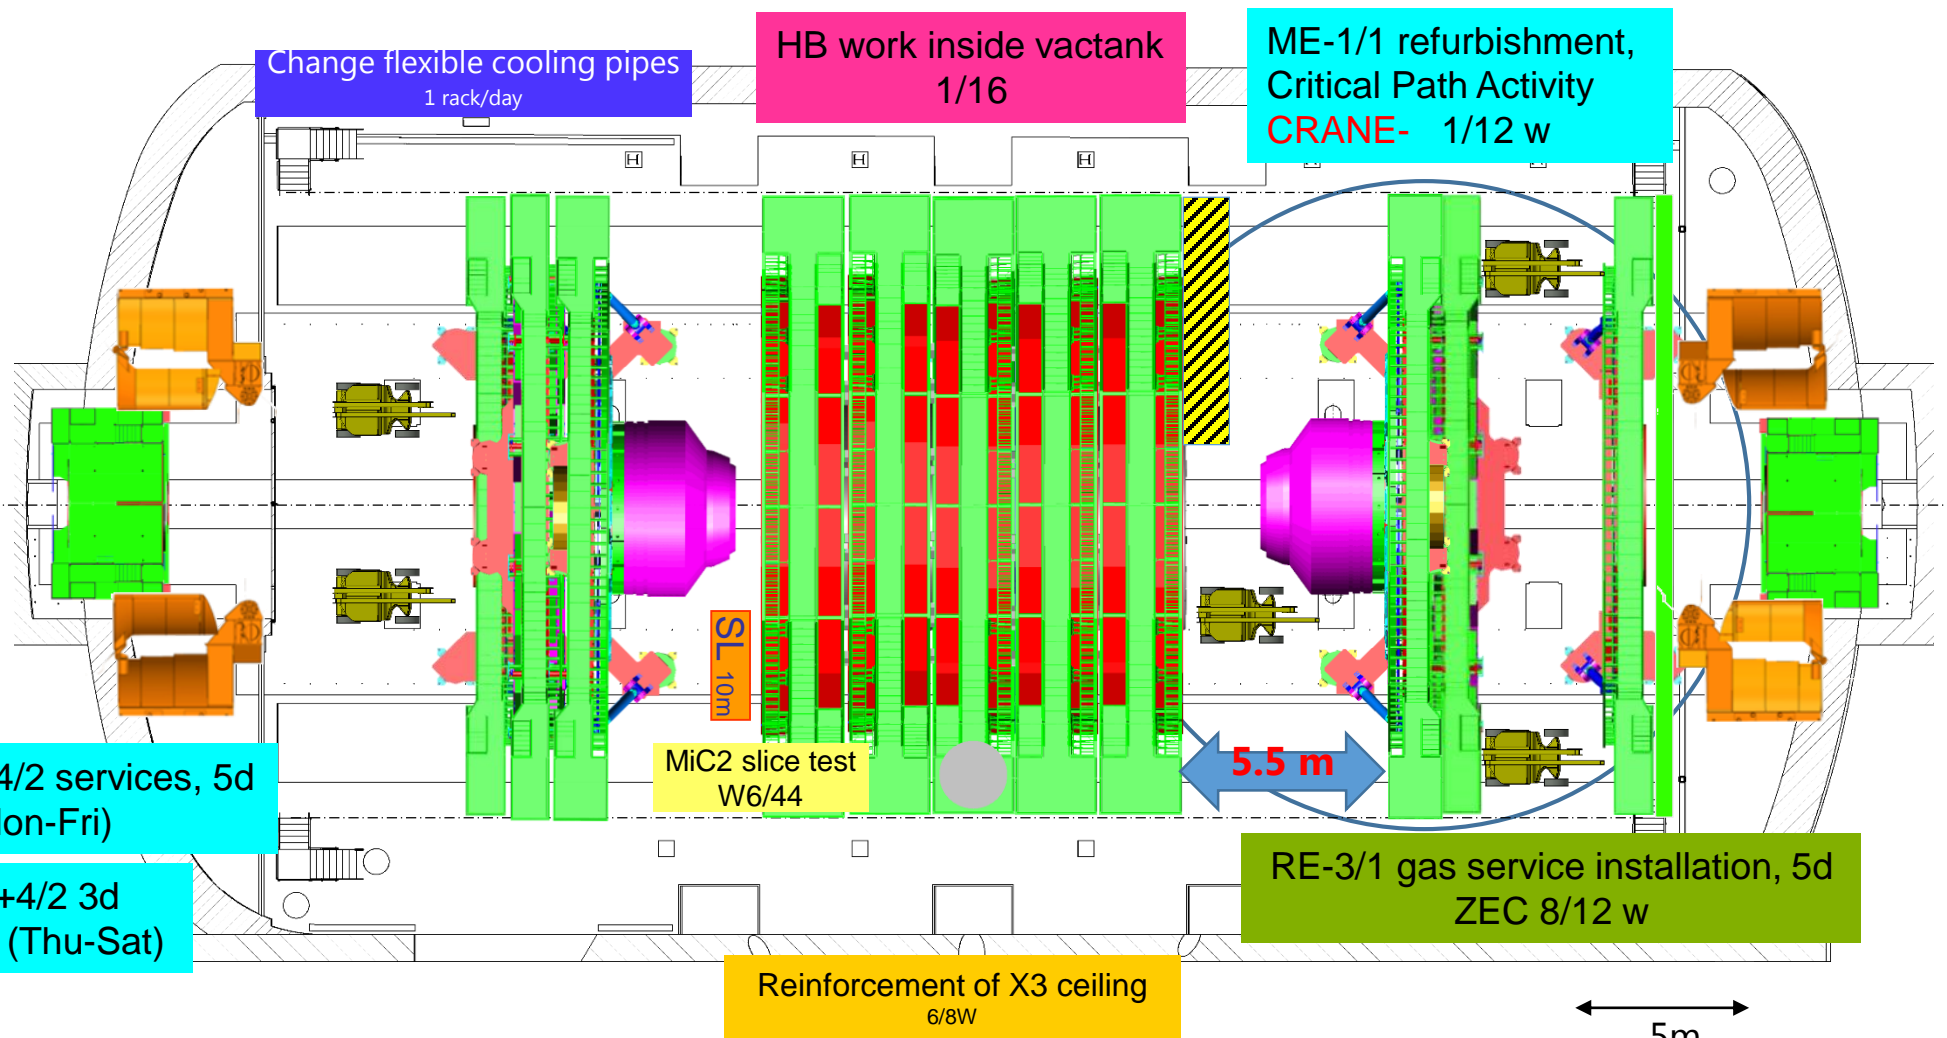 Change flexible cooling pipes
1 rack/day
HB work inside vactank
1/16
ME-1/1 refurbishment,
Critical Path Activity
CRANE- 1/12 w
H
H
H
SL 10m
MiC2 slice test
W6/44
5.5 m
4/2 services, 5d
on-Fri)
+4/2 3d
(Thu-Sat)
RE-3/1 gas service installation, 5d
ZEC 8/12 w
Reinforcement of X3 ceiling
6/8W
5m